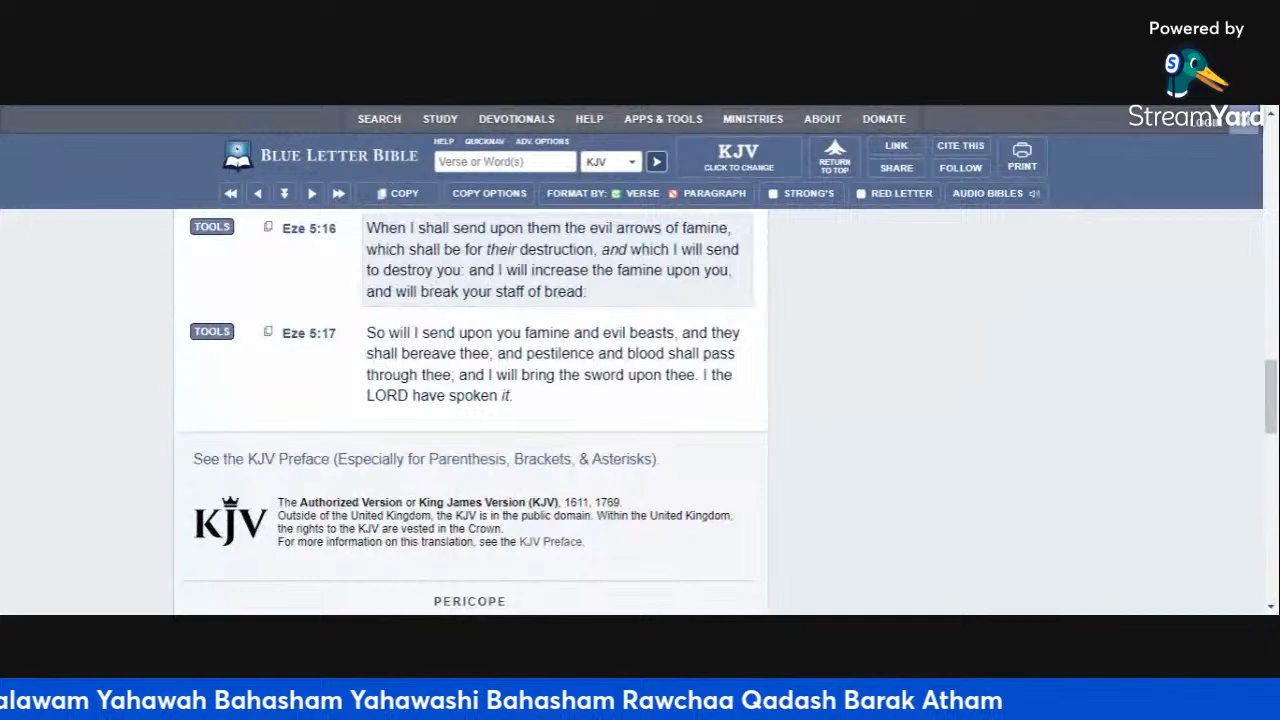 Powered by
StreamYard
SEARCH STUDY DEVOTIONALS HELP APPS & TOOLS MINISTRIES ABOUT DONATE
HELP QUICKNAV ADV. OPTIONS
BLUE LETTER BIBLE
Verse or Word(s) KJV
KJV
CLICK TO CHANGE
RETURN
TO TOP
LINK CITE THIS
SHARE FOLLOW
PRINT
COPY COPY OPTIONS FORMAT BY: VERSE PARAGRAPH STRONG'S RED LETTER AUDIO BIBLES
TOOLS Eze 5:16 When I shall send upon them the evil arrows of famine,
which shall be for their destruction, and which I will send
to destroy you: and I will increase the famine upon you,
and will break your staff of bread:
TOOLS Eze 5:17 So will I send upon you famine and evil beasts, and they
shall bereave thee; and pestilence and blood shall pass
through thee; and I will bring the sword upon thee. I the
LORD have spoken it.
See the KJV Preface (Especially for Parenthesis, Brackets, & Asterisks).
KJV
The Authorized Version or King James Version (KJV), 1611, 1769.
Outside of the United Kingdom, the KJV is in the public domain. Within the United Kingdom,
the rights to the KJV are vested in the Crown.
For more information on this translation, see the KJV Preface.
PERICOPE
alawam Yahawah Bahasham Yahawashi Bahasham Rawchaa Qadash Barak Atham